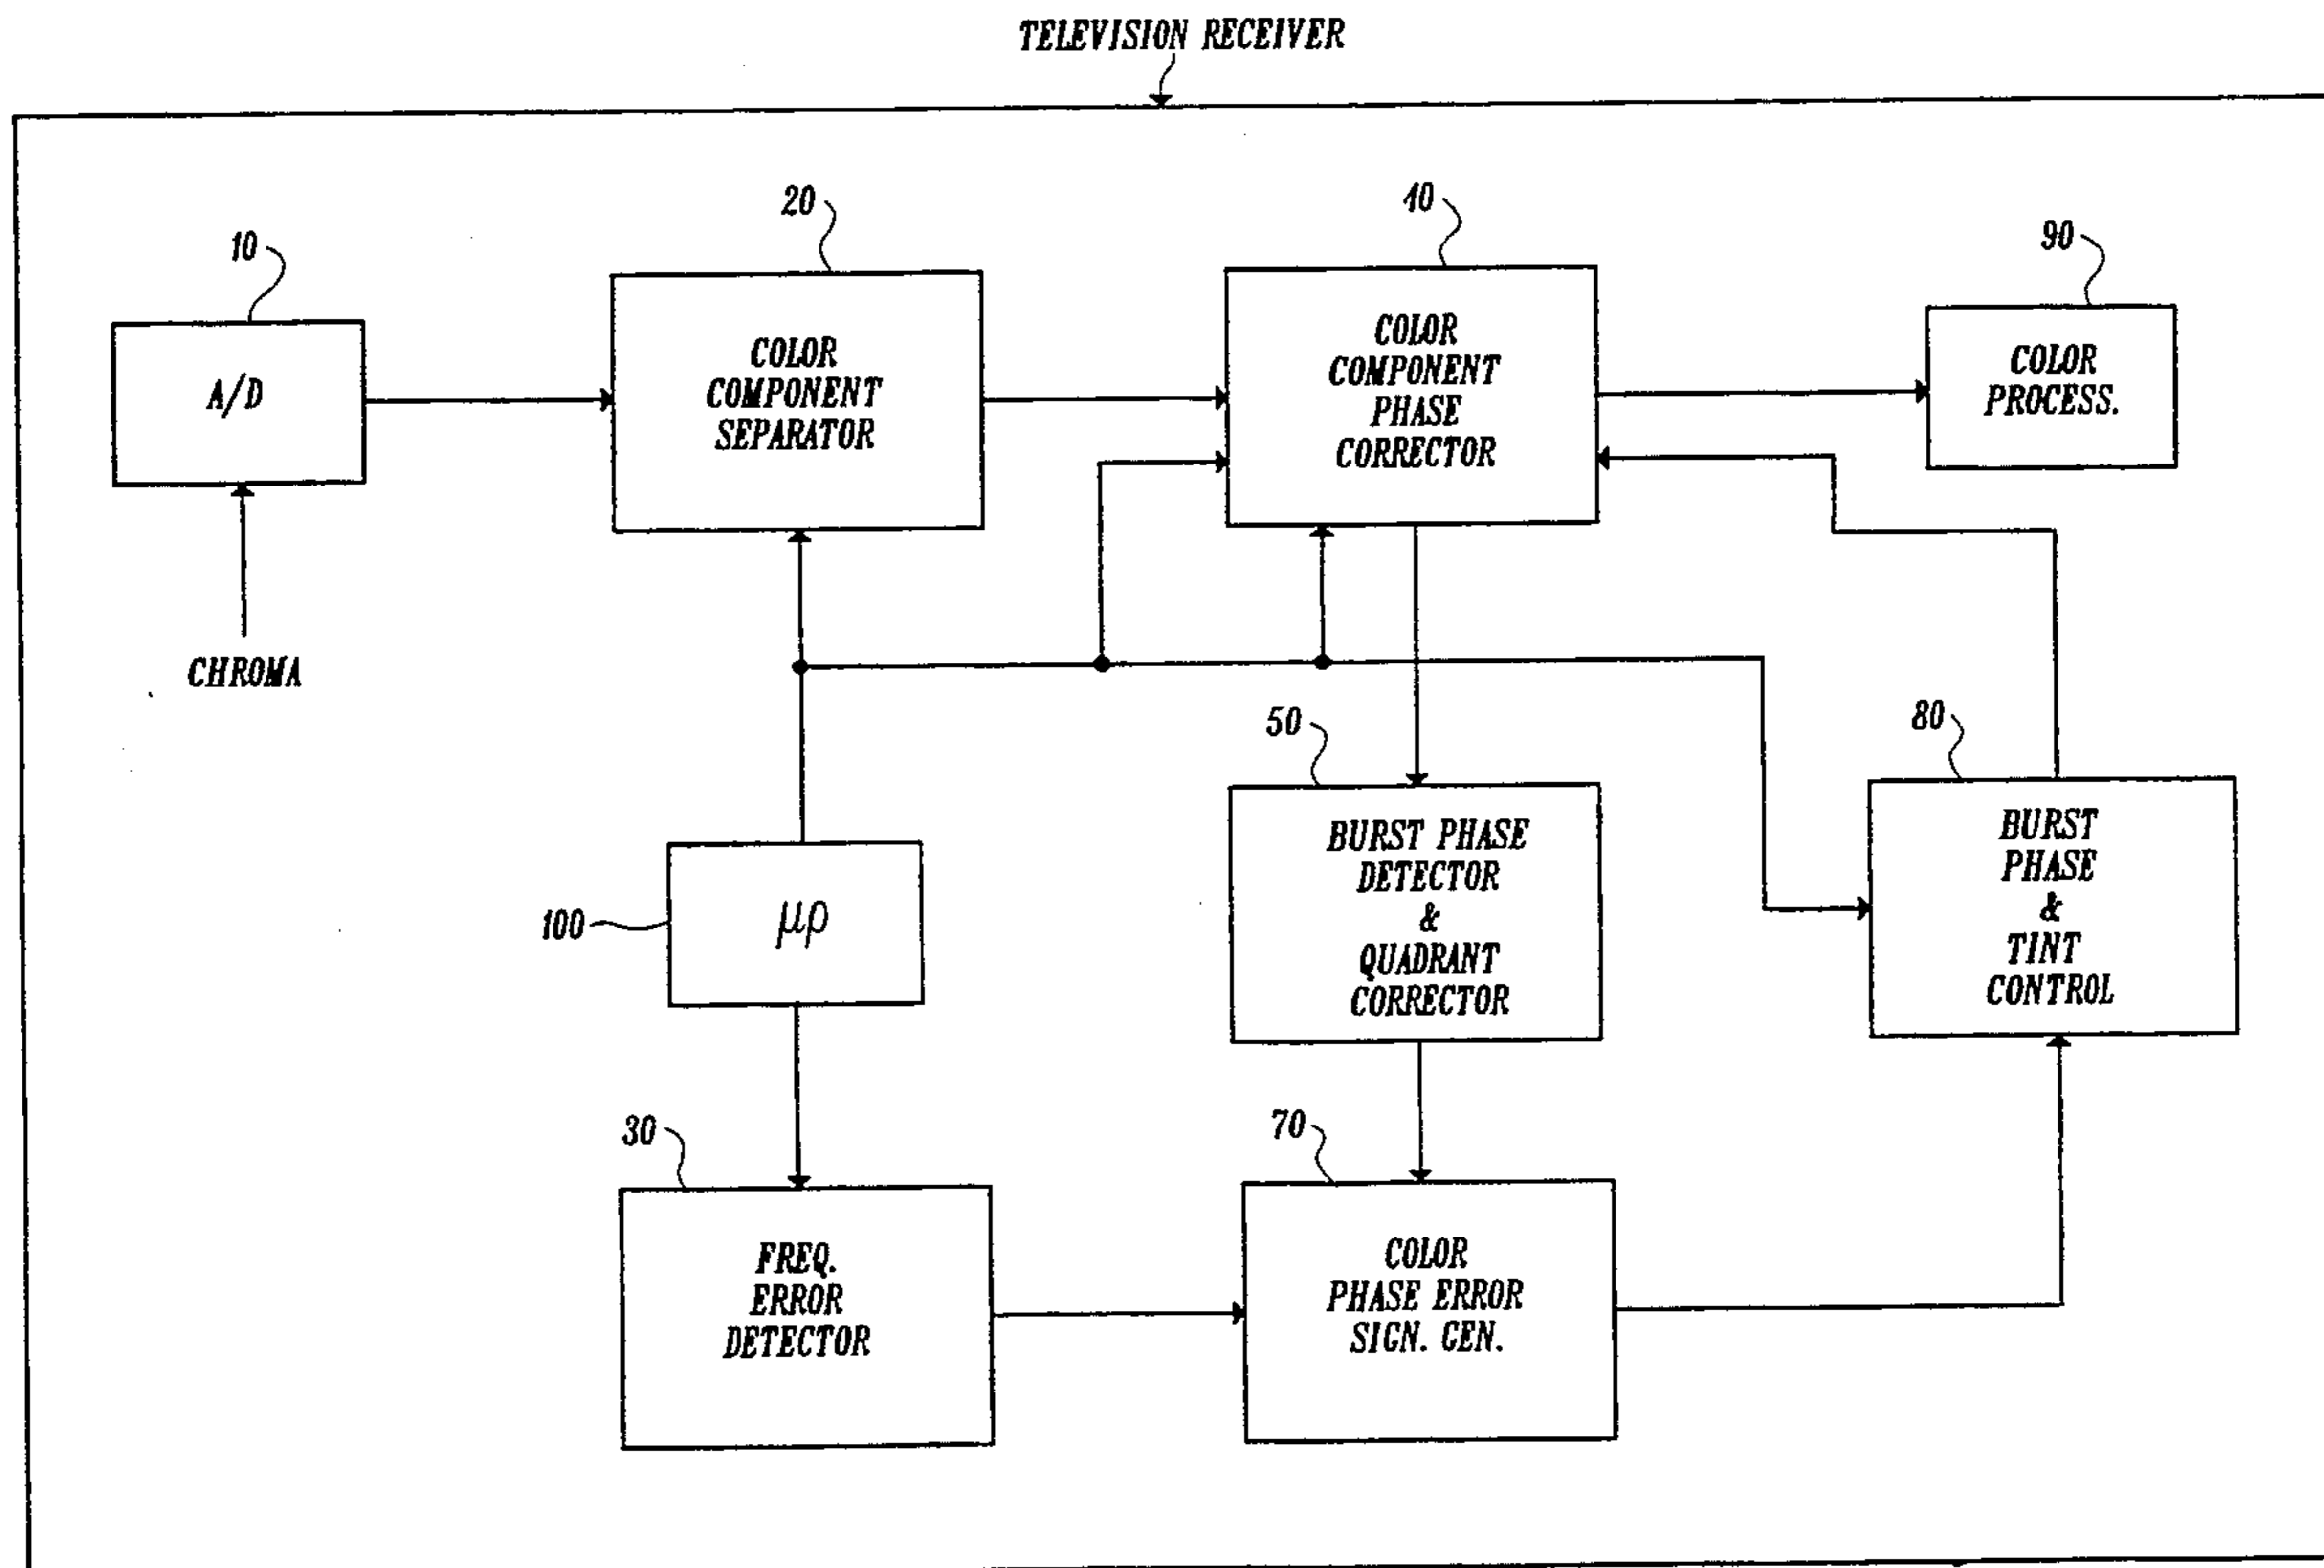 TELEVISION RECEIVER
10
A/D
CHROMA
20
COLOR
COMPONENT
SEPARATOR
40
COLOR
COMPONENT
PHASE
CORRECTOR
90
COLOR
PROCESS.
100
μρ
50
BURST PHASE
DETECTOR
&
QUADRANT
CORRECTOR
80
BURST
PHASE
&
TINT
CONTROL
30
FREQ.
ERROR
DETECTOR
70
COLOR
PHASE ERROR
SIGN. GEN.